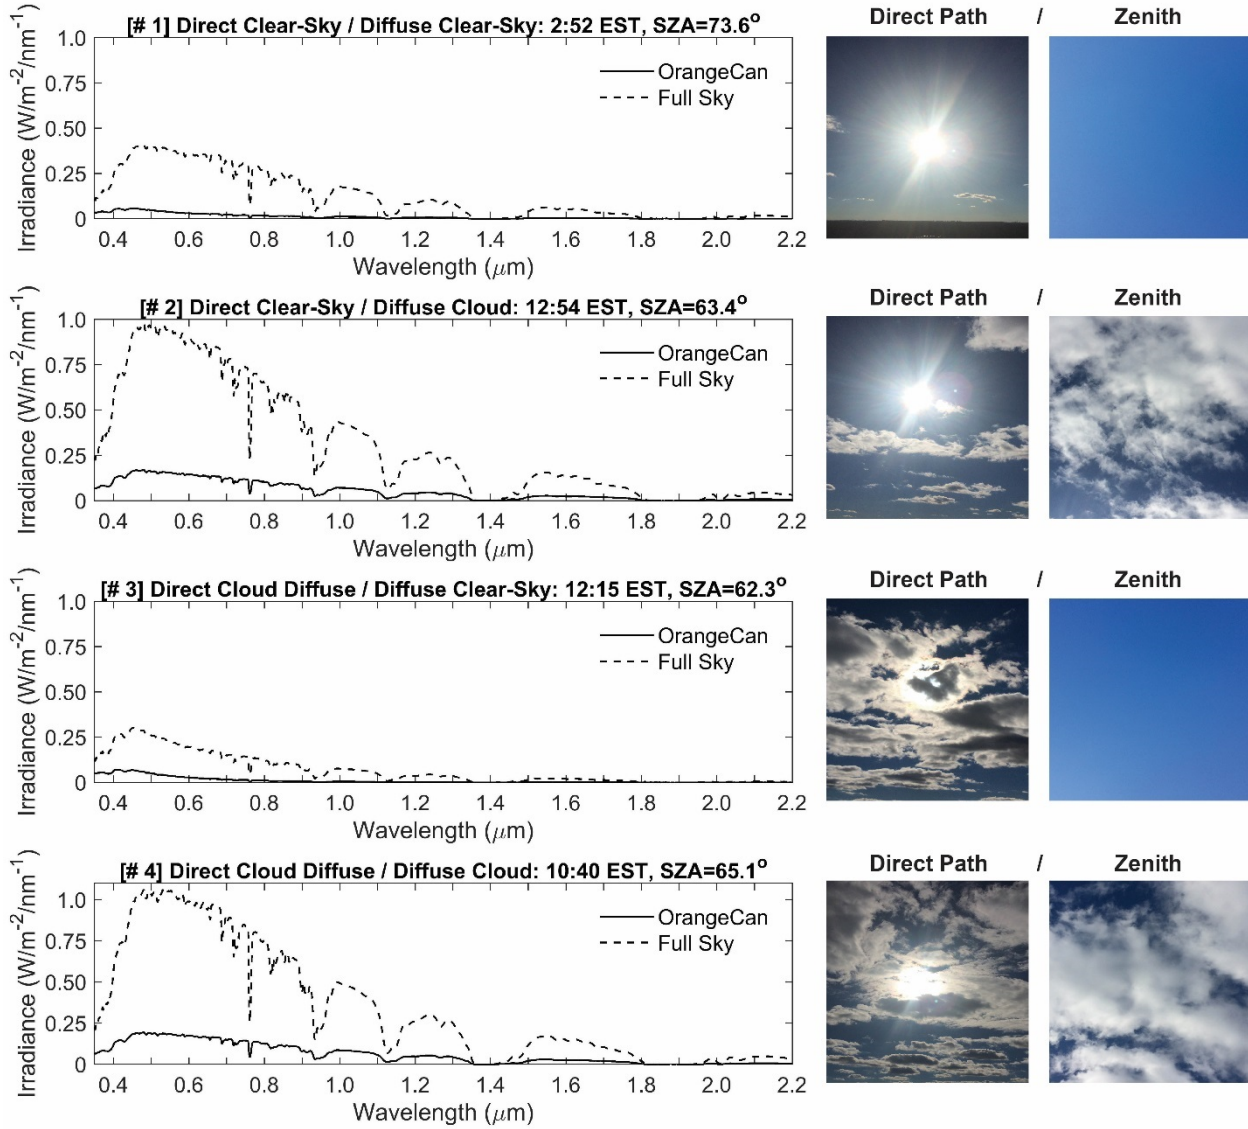 [# 1] Direct Clear-Sky / Diffuse Clear-Sky: 2:52 EST, SZA=73.6°
Direct Path / Zenith
Irradiance (W/m⁻²/nm⁻¹)
1.0
0.75
0.50
0.25
0
OrangeCan
Full Sky
0.4 0.6 0.8 1.0 1.2 1.4 1.6 1.8 2.0 2.2
Wavelength (μm)
[# 2] Direct Clear-Sky / Diffuse Cloud: 12:54 EST, SZA=63.4°
Direct Path / Zenith
Irradiance (W/m⁻²/nm⁻¹)
1.0
0.75
0.50
0.25
0
OrangeCan
Full Sky
0.4 0.6 0.8 1.0 1.2 1.4 1.6 1.8 2.0 2.2
Wavelength (μm)
[# 3] Direct Cloud Diffuse / Diffuse Clear-Sky: 12:15 EST, SZA=62.3°
Direct Path / Zenith
Irradiance (W/m⁻²/nm⁻¹)
1.0
0.75
0.50
0.25
0
OrangeCan
Full Sky
0.4 0.6 0.8 1.0 1.2 1.4 1.6 1.8 2.0 2.2
Wavelength (μm)
[# 4] Direct Cloud Diffuse / Diffuse Cloud: 10:40 EST, SZA=65.1°
Direct Path / Zenith
Irradiance (W/m⁻²/nm⁻¹)
1.0
0.75
0.50
0.25
0
OrangeCan
Full Sky
0.4 0.6 0.8 1.0 1.2 1.4 1.6 1.8 2.0 2.2
Wavelength (μm)